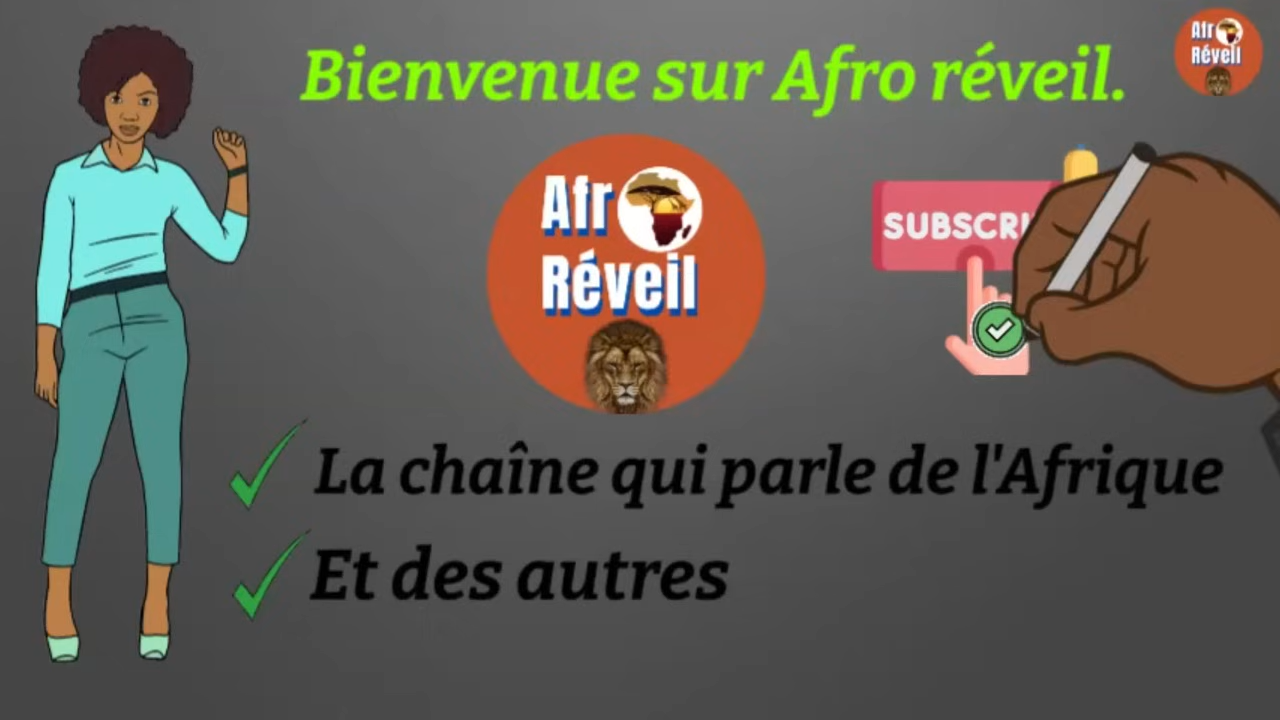 Bienvenue sur Afro réveil.
Afr
Réveil
Afr
Réveil
SUBSCRI
La chaîne qui parle de l'Afrique
Et des autres